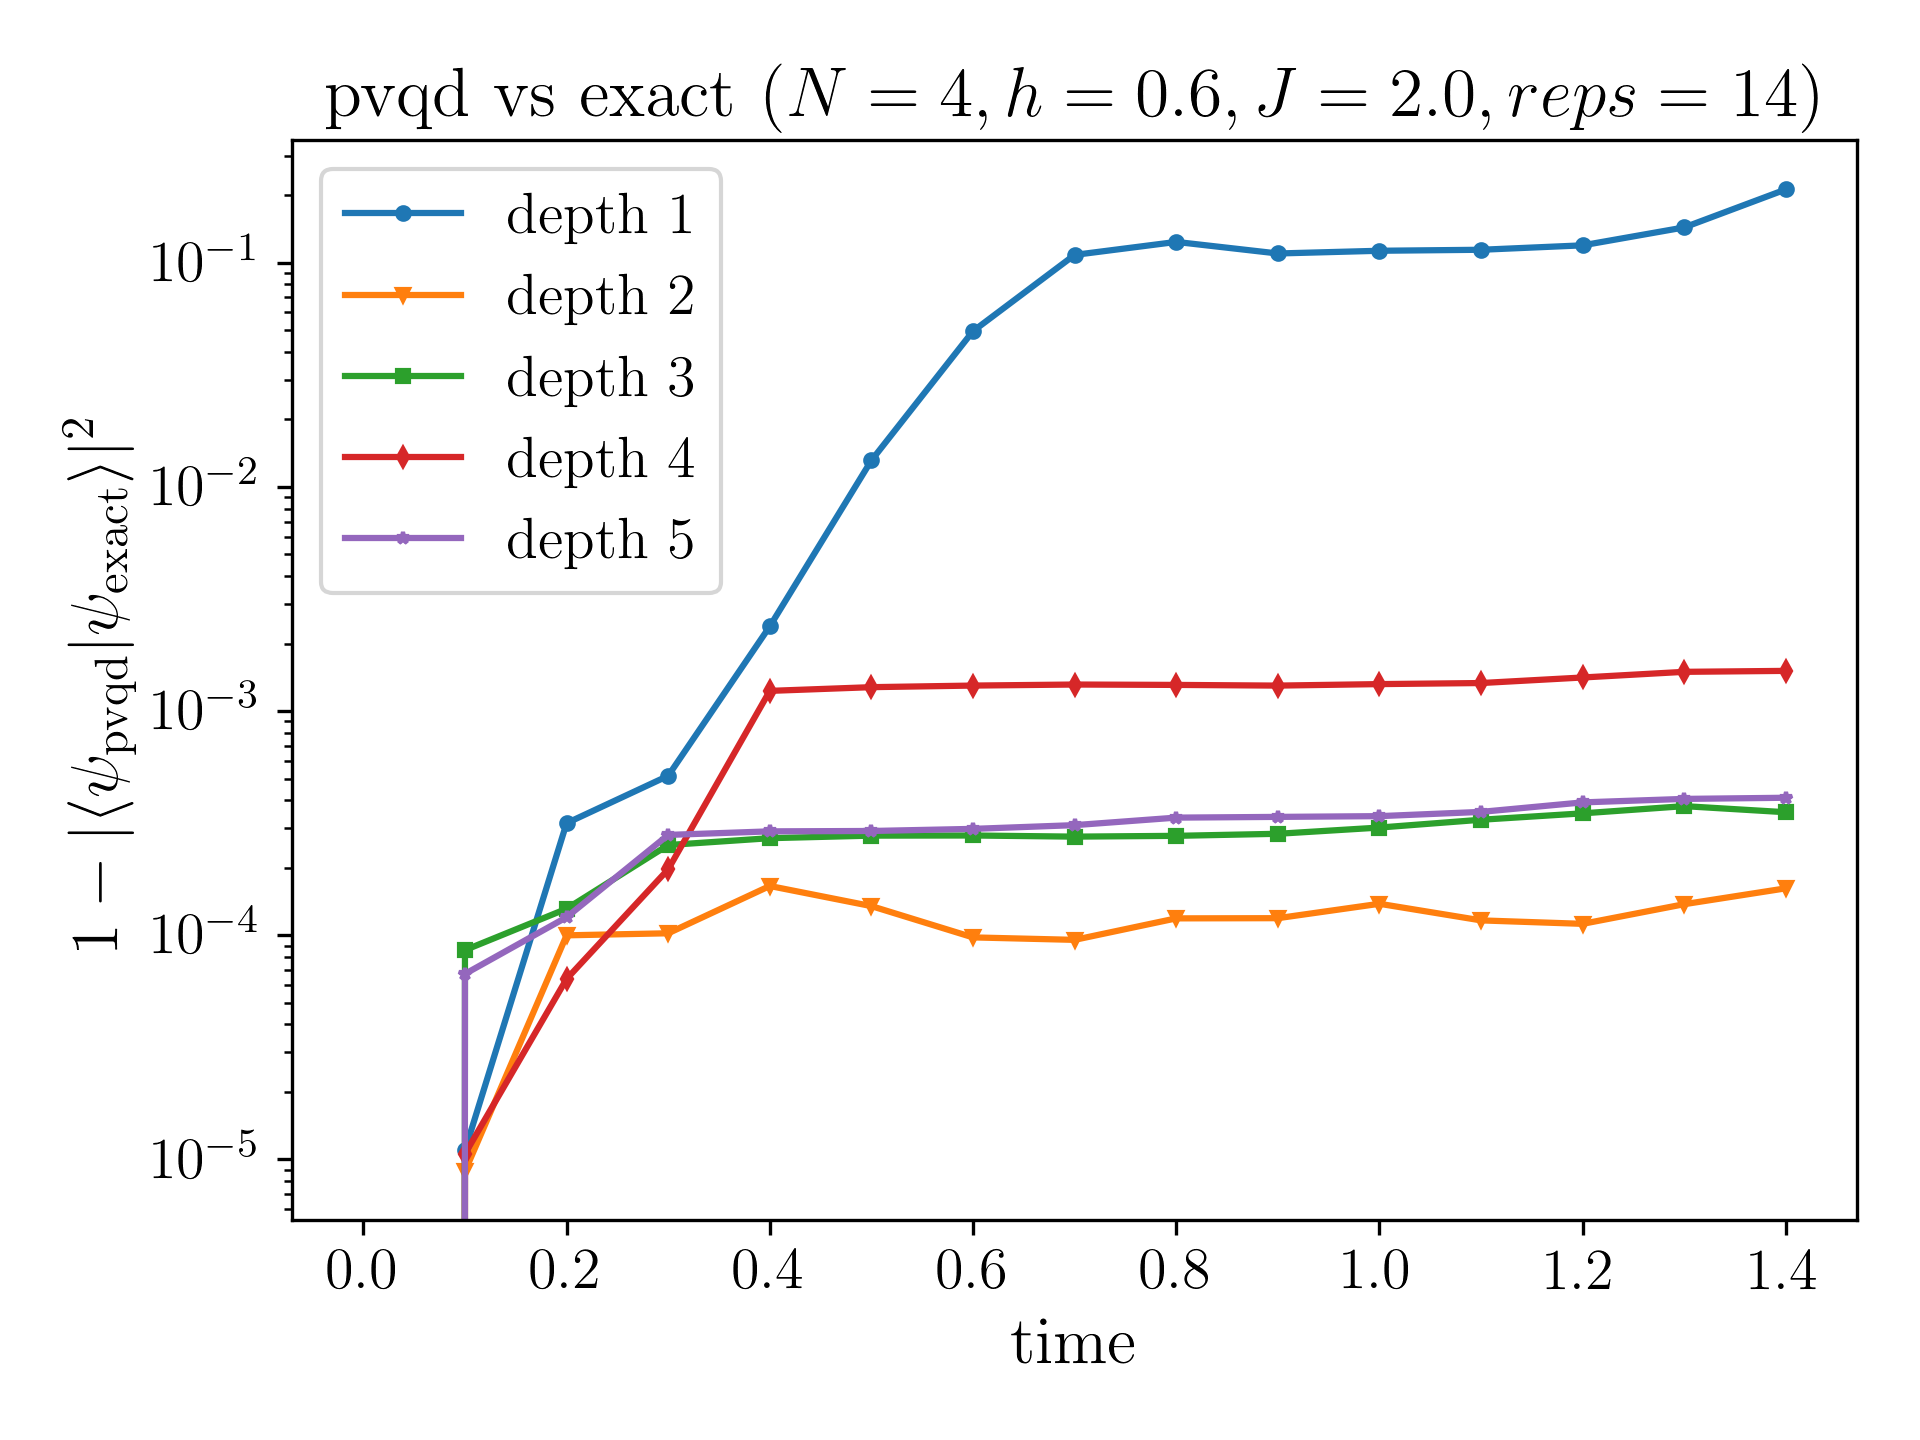 pvqd vs exact (N = 4, h = 0.6, J = 2.0, reps = 14)
depth 1
depth 2
depth 3
depth 4
depth 5
1 − |⟨ψ_pvqd|ψ_exact⟩|²
10⁻¹
10⁻²
10⁻³
10⁻⁴
10⁻⁵
0.0 0.2 0.4 0.6 0.8 1.0 1.2 1.4
time